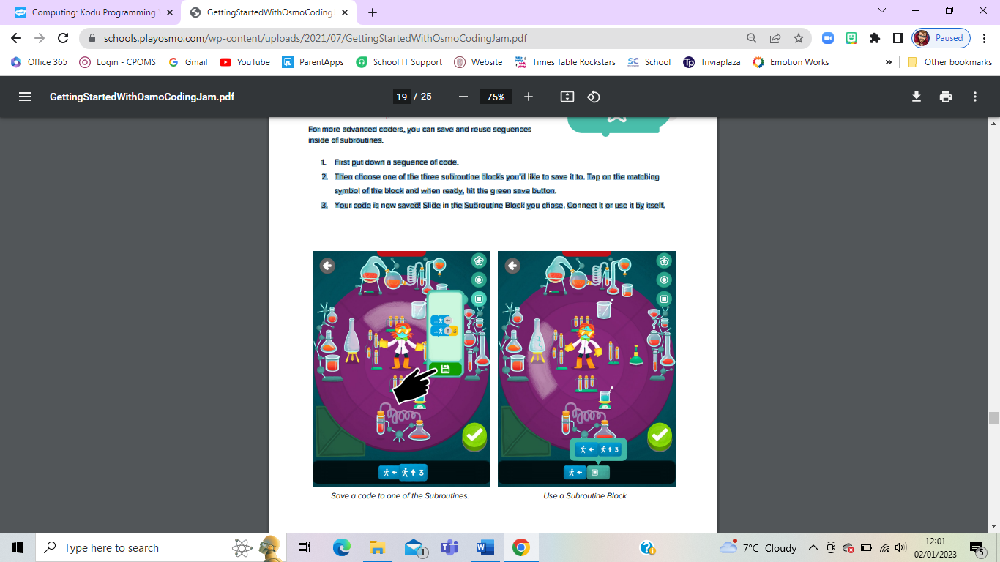 Computing: Kodu Programming
GettingStartedWithOsmoCodingJam.
schools.playosmo.com/wp-content/uploads/2021/07/GettingStartedWithOsmoCodingJam.pdf
Paused
Office 365
Login - CPOMS
Gmail
YouTube
ParentApps
School IT Support
Website
Times Table Rockstars
SC School
Tp Triviaplaza
Emotion Works
»
Other bookmarks
GettingStartedWithOsmoCodingJam.pdf
19 / 25
75%
For more advanced coders, you can save and reuse sequences
inside of subroutines.
1. First put down a sequence of code.
2. Then choose one of the three subroutine blocks you'd like to save it to. Tap on the matching
symbol of the block and when ready, hit the green save button.
3. Your code is now saved! Slide in the Subroutine Block you chose. Connect it or use it by itself.
3
3
3
Save a code to one of the Subroutines.
Use a Subroutine Block
Type here to search
1
7°C Cloudy
12:01
02/01/2023
5